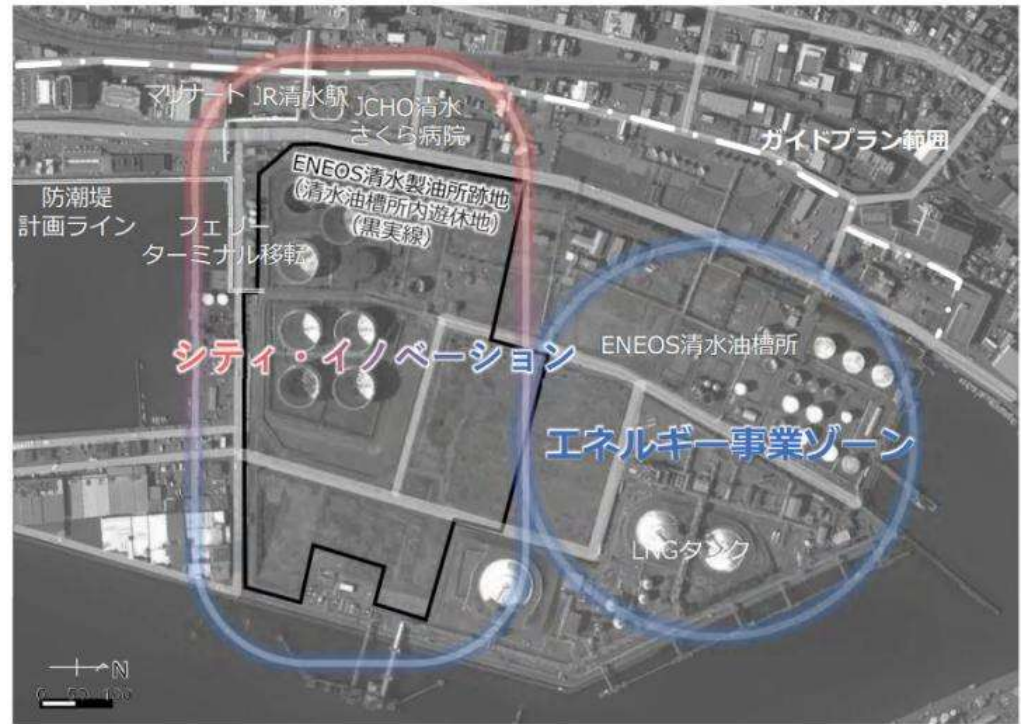 マリナート
JR清水駅
JCHO清水
さくら病院
ガイドプラン範囲
ENEOS清水製油所跡地
(清水油槽所内遊休地)
(黒実線)
防潮堤
計画ライン
フェリー
ターミナル移転
シティ・イノベーション
ENEOS清水油槽所
エネルギー事業ゾーン
LNGタンク
N
0 50 100